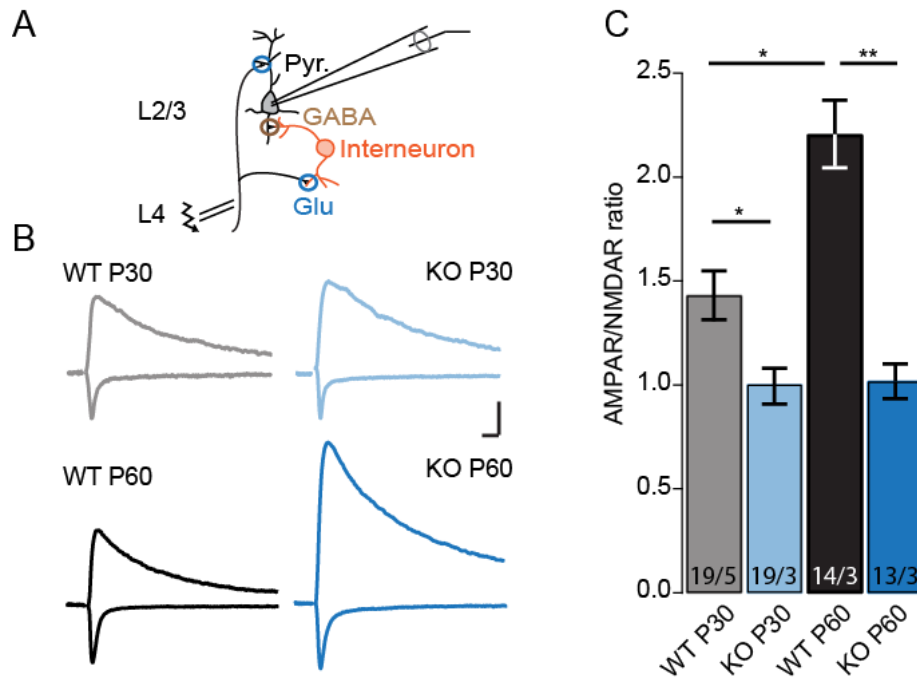 A
Pyr.
L2/3
GABA
Interneuron
L4
Glu
B
WT P30
KO P30
WT P60
KO P60
C
*
**
*
AMPAR/NMDAR ratio
2.5
2.0
1.5
1.0
0.5
0.0
19/5
19/3
14/3
13/3
WT P30
KO P30
WT P60
KO P60